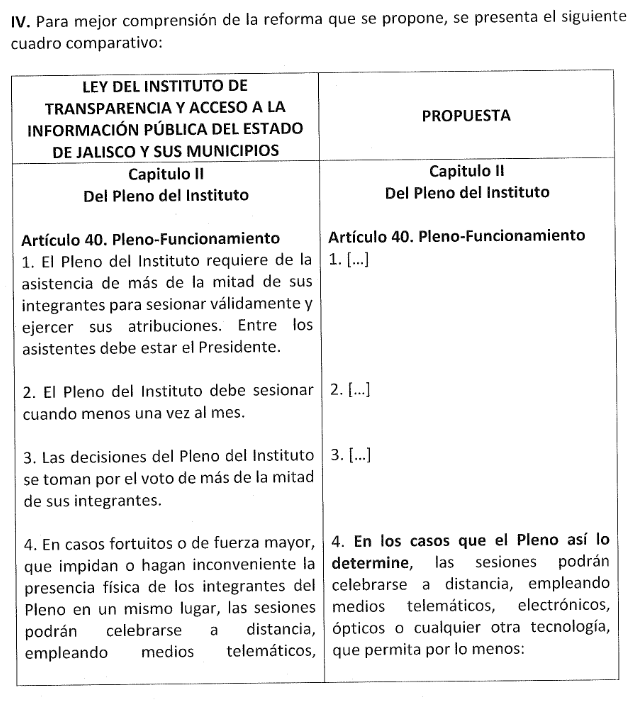 IV. Para mejor comprensión de la reforma que se propone, se presenta el siguiente
cuadro comparativo:
LEY DEL INSTITUTO DE
TRANSPARENCIA Y ACCESO A LA
INFORMACIÓN PÚBLICA DEL ESTADO
DE JALISCO Y SUS MUNICIPIOS
PROPUESTA
Capitulo II
Del Pleno del Instituto
Artículo 40. Pleno-Funcionamiento
1. El Pleno del Instituto requiere de la
asistencia de más de la mitad de sus
integrantes para sesionar válidamente y
ejercer sus atribuciones. Entre los
asistentes debe estar el Presidente.
2. El Pleno del Instituto debe sesionar
cuando menos una vez al mes.
3. Las decisiones del Pleno del Instituto
se toman por el voto de más de la mitad
de sus integrantes.
4. En casos fortuitos o de fuerza mayor,
que impidan o hagan inconveniente la
presencia física de los integrantes del
Pleno en un mismo lugar, las sesiones
podrán celebrarse a distancia,
empleando medios telemáticos,
Capitulo II
Del Pleno del Instituto
Artículo 40. Pleno-Funcionamiento
1. [...]
2. [...]
3. [...]
4. En los casos que el Pleno así lo
determine, las sesiones podrán
celebrarse a distancia, empleando
medios telemáticos, electrónicos,
ópticos o cualquier otra tecnología,
que permita por lo menos: